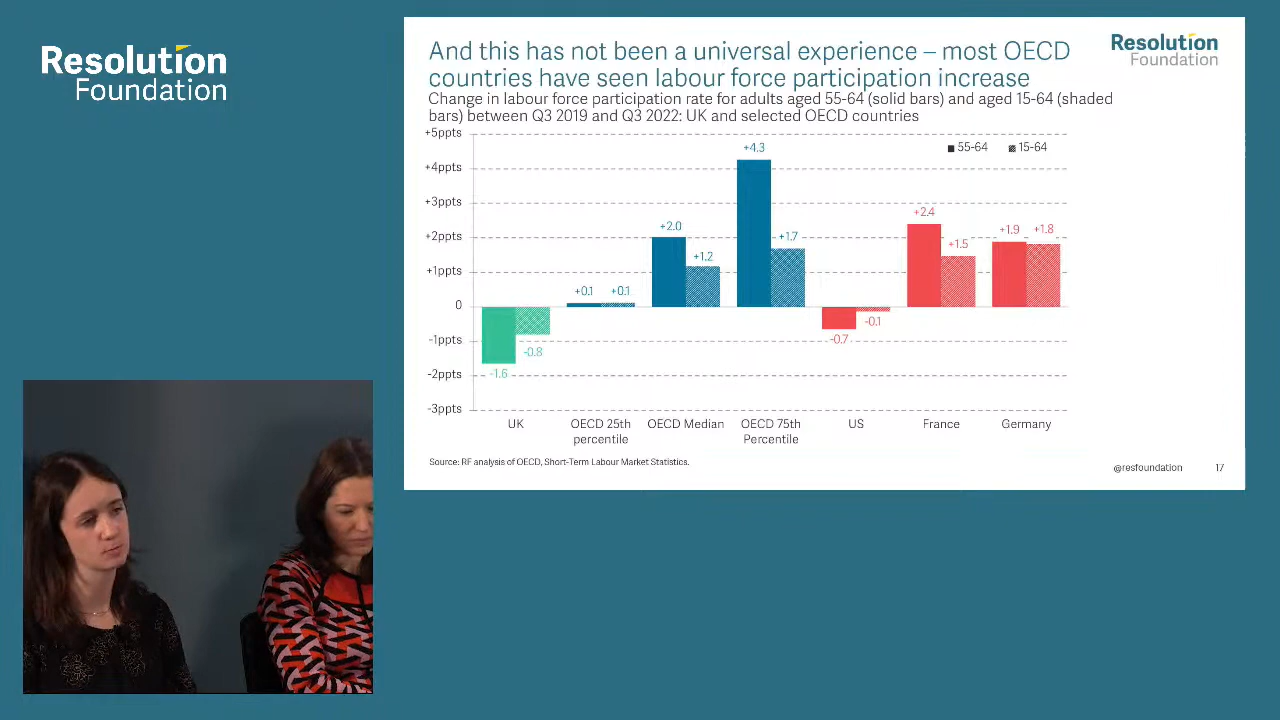 Resolution
Foundation
And this has not been a universal experience – most OECD
countries have seen labour force participation increase
Resolution
Foundation
Change in labour force participation rate for adults aged 55-64 (solid bars) and aged 15-64 (shaded
bars) between Q3 2019 and Q3 2022: UK and selected OECD countries
+5ppts
+4ppts
+3ppts
+2ppts
+1ppts
0
-1ppts
-2ppts
-3ppts
55-64
15-64
-1.6
-0.8
+0.1
+0.1
+2.0
+1.2
+4.3
+1.7
-0.7
-0.1
+2.4
+1.5
+1.9
+1.8
UK
OECD 25th
percentile
OECD Median
OECD 75th
Percentile
US
France
Germany
Source: RF analysis of OECD, Short-Term Labour Market Statistics.
@resfoundation
17